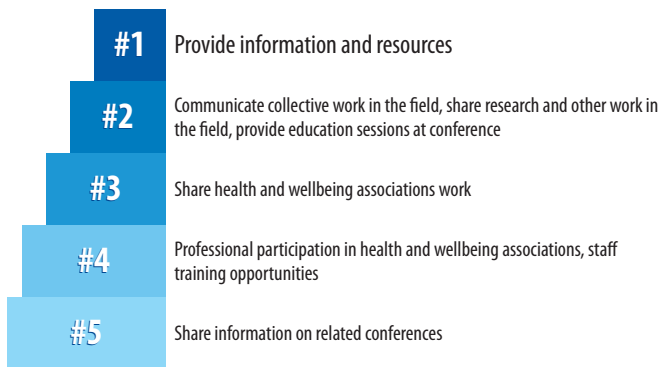 #1 Provide information and resources
#2 Communicate collective work in the field, share research and other work in
the field, provide education sessions at conference
#3 Share health and wellbeing associations work
#4 Professional participation in health and wellbeing associations, staff
training opportunities
#5 Share information on related conferences